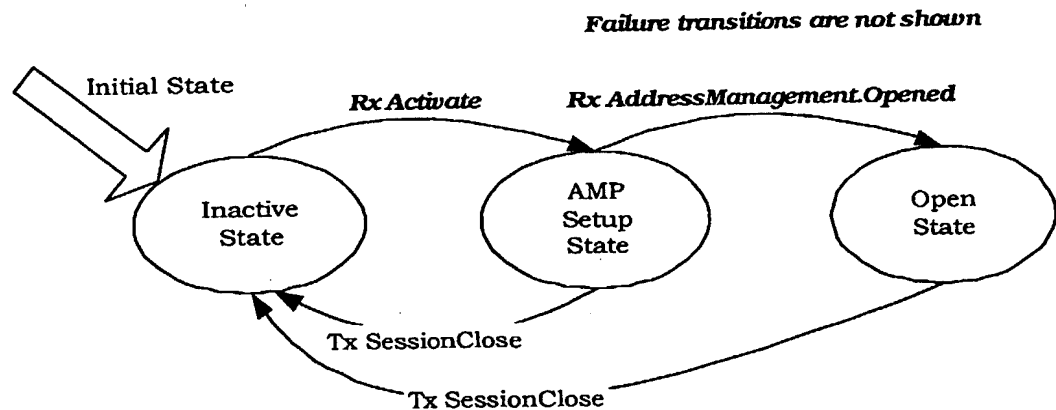 Failure transitions are not shown
Initial State
Rx Activate
Rx AddressManagement.Opened
Inactive
State
AMP
Setup
State
Open
State
Tx SessionClose
Tx SessionClose